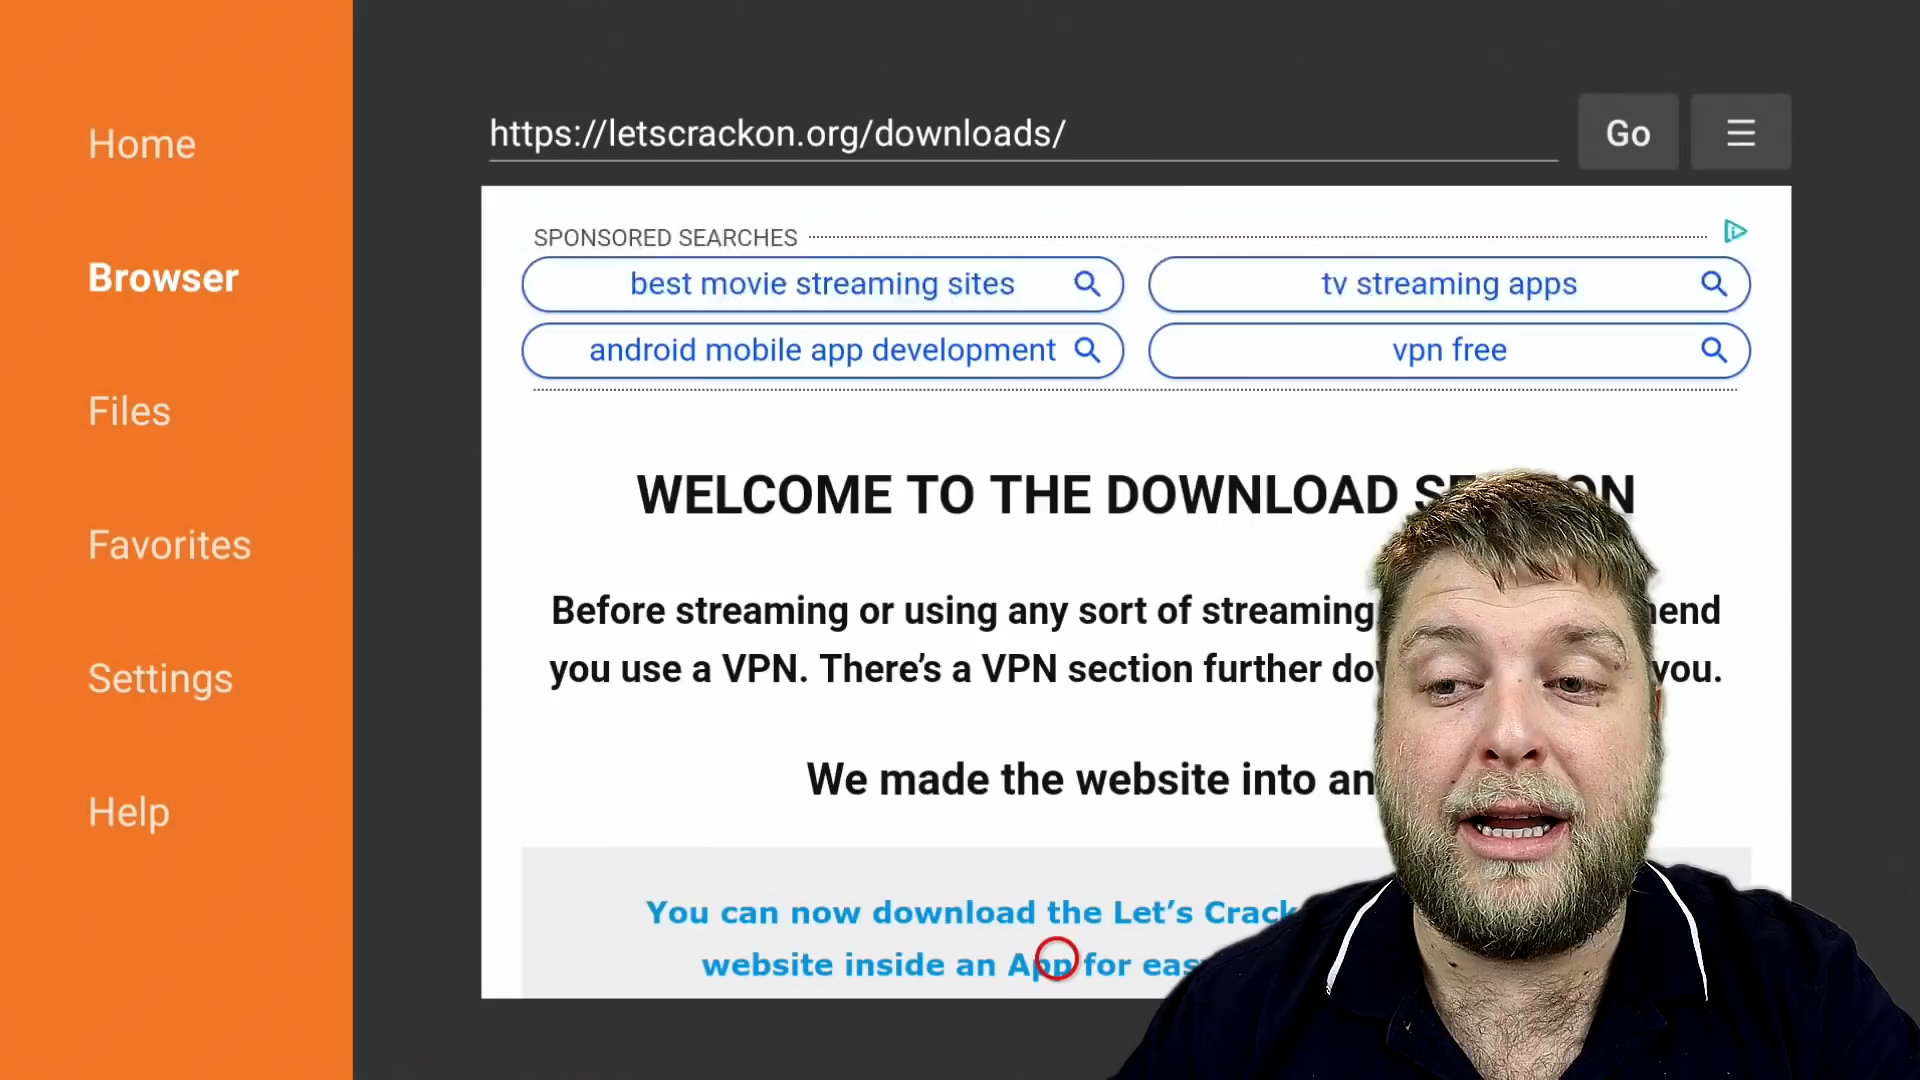 Home
Browser
Files
Favorites
Settings
Help
https://letscrackon.org/downloads/
Go
SPONSORED SEARCHES
best movie streaming sites
tv streaming apps
android mobile app development
vpn free
WELCOME TO THE DOWNLOAD
Before streaming or using any sort of streaming
you use a VPN. There's a VPN section further you.
We made the website into an
You can now download the Let's Crack
website inside an App for